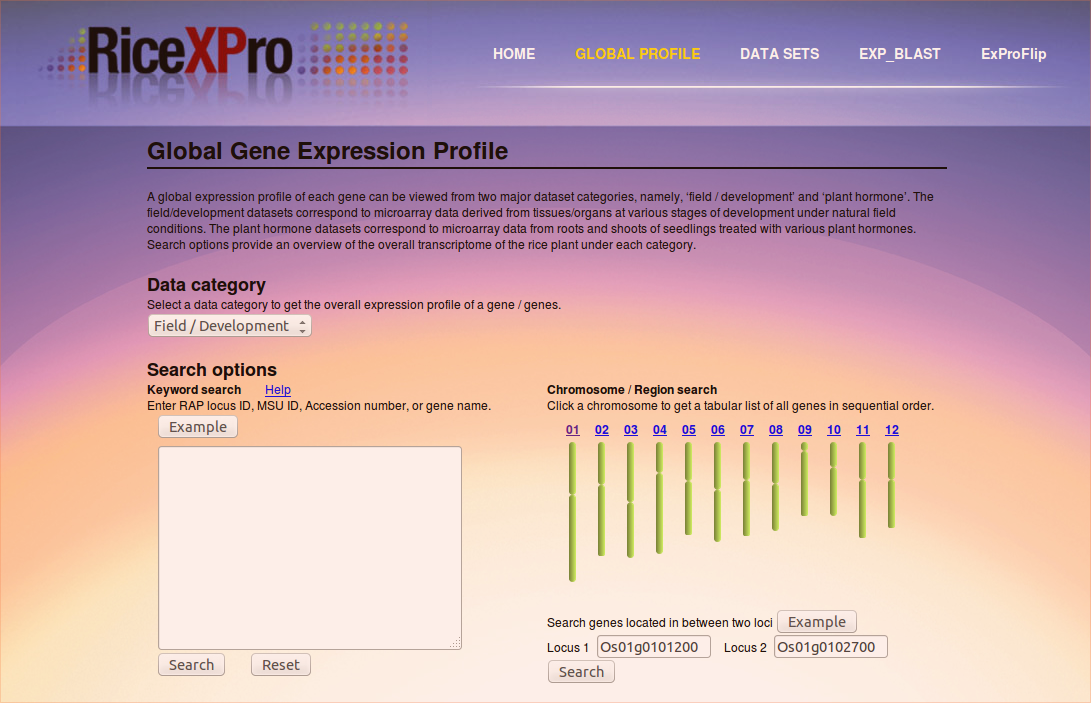 RiceXPro
HOME GLOBAL PROFILE DATA SETS EXP_BLAST ExProFlip
Global Gene Expression Profile
A global expression profile of each gene can be viewed from two major dataset categories, namely, ‘field / development’ and ‘plant hormone’. The
field/development datasets correspond to microarray data derived from tissues/organs at various stages of development under natural field
conditions. The plant hormone datasets correspond to microarray data from roots and shoots of seedlings treated with various plant hormones.
Search options provide an overview of the overall transcriptome of the rice plant under each category.
Data category
Select a data category to get the overall expression profile of a gene / genes.
Field / Development
Search options
Keyword search Help
Enter RAP locus ID, MSU ID, Accession number, or gene name.
Example
Search Reset
Chromosome / Region search
Click a chromosome to get a tabular list of all genes in sequential order.
01 02 03 04 05 06 07 08 09 10 11 12
Search genes located in between two loci Example
Locus 1 Os01g0101200 Locus 2 Os01g0102700
Search